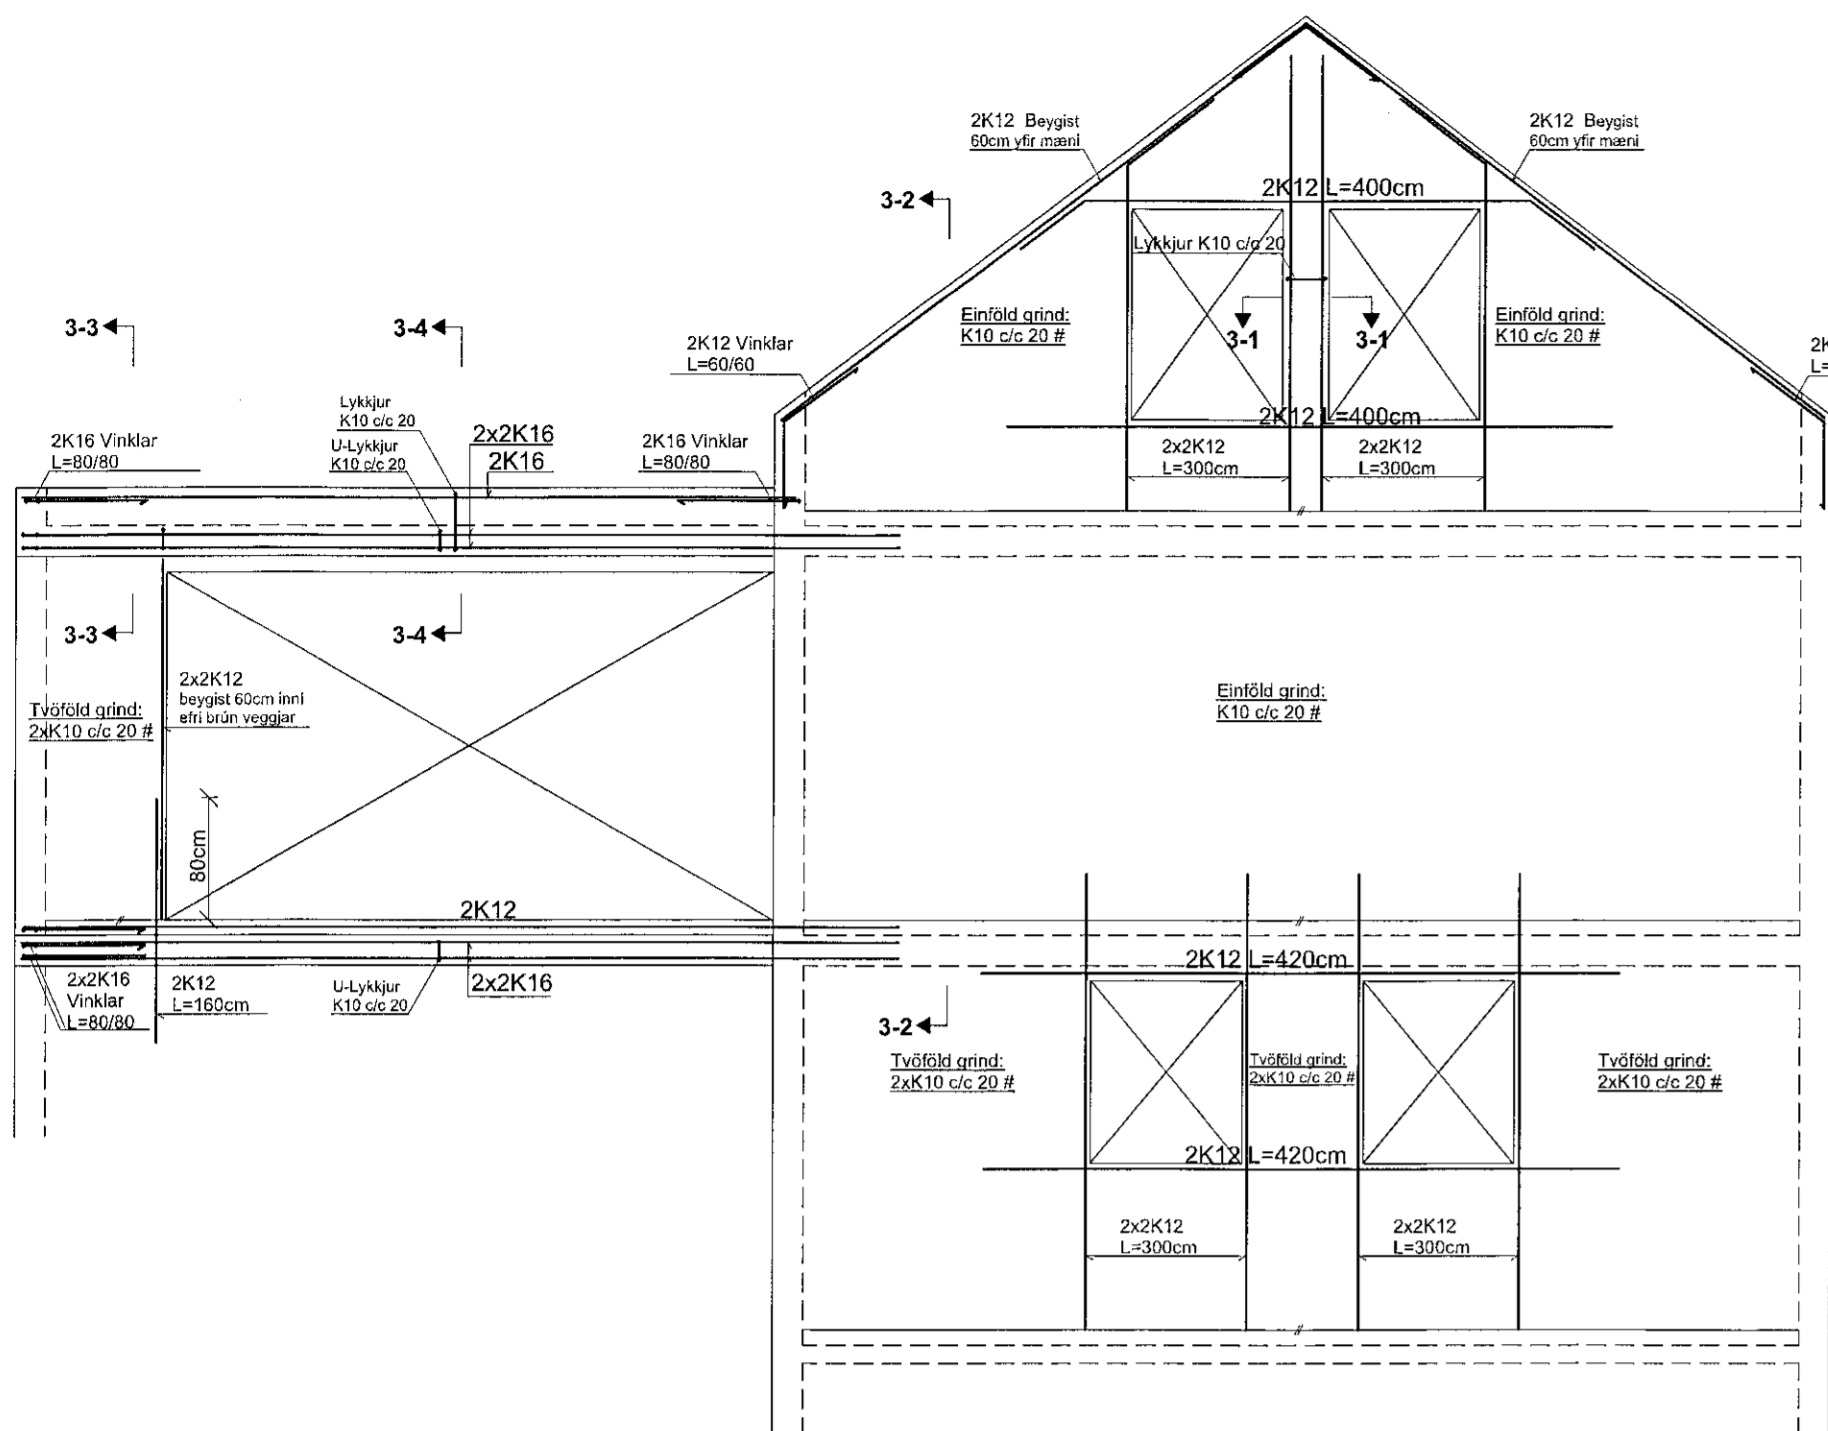 2K12 Beygist
60cm yfir mæni
2K12 Beygist
60cm yfir mæni
3-2
2K12 L=400cm
Lykkjur K10 c/c 20
Einföld grind:
K10 c/c 20 #
3-1
3-1
Einföld grind:
K10 c/c 20 #
3-3
3-4
2K12 Vinklar
L=60/60
2K
L=
Lykkjur
K10 c/c 20
U-Lykkjur
K10 c/c 20
2x2K16
2K16
2K16 Vinklar
L=80/80
2K16 Vinklar
L=80/80
2K12 L=400cm
2x2K12
L=300cm
2x2K12
L=300cm
3-3
3-4
2x2K12
beygist 60cm inní
efri brún veggjar
Tvöföld grind:
2xK10 c/c 20 #
Einföld grind:
K10 c/c 20 #
80cm
2K12
2x2K16
Vinklar
L=80/80
2K12
L=160cm
U-Lykkjur
K10 c/c 20
2x2K16
2K12 L=420cm
3-2
Tvöföld grind:
2xK10 c/c 20 #
Tvöföld grind:
2xK10 c/c 20 #
Tvöföld grind:
2xK10 c/c 20 #
2K12 L=420cm
2x2K12
L=300cm
2x2K12
L=300cm